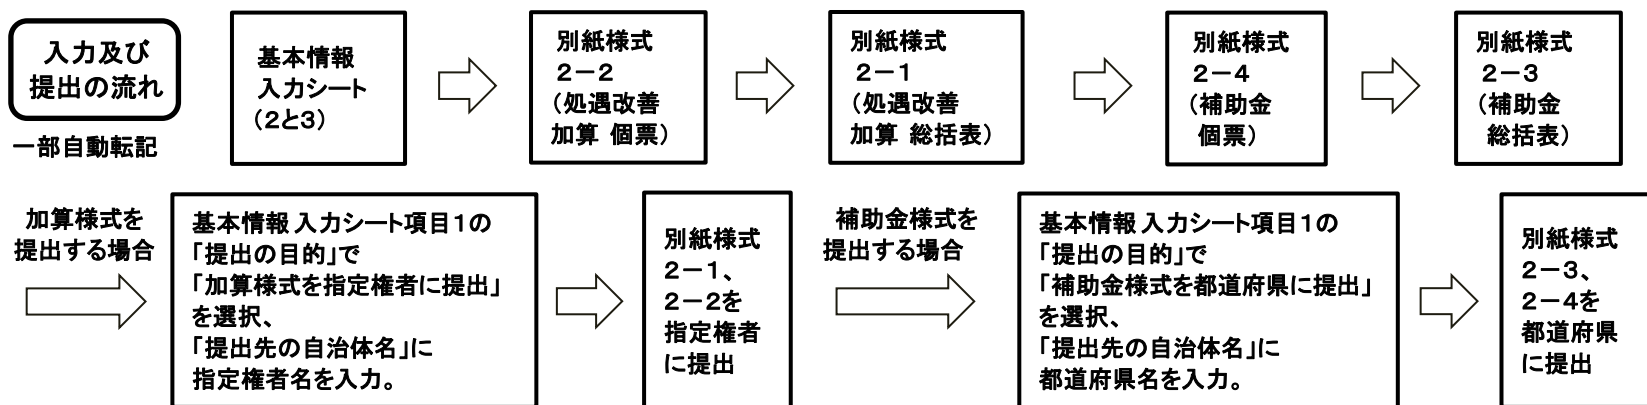 入力及び
提出の流れ
一部自動転記
基本情報
入力シート
（２と３）
別紙様式
２－２
（処遇改善
加算 個票）
別紙様式
２－１
（処遇改善
加算 総括表）
別紙様式
２－４
（補助金
個票）
別紙様式
２－３
（補助金
総括表）
加算様式を
提出する場合
基本情報入力シート項目１の
「提出の目的」で
「加算様式を指定権者に提出」
を選択、
「提出先の自治体名」に
指定権者名を入力。
別紙様式
２－１、
２－２を
指定権者
に提出
補助金様式を
提出する場合
基本情報入力シート項目１の
「提出の目的」で
「補助金様式を都道府県に提出」
を選択、
「提出先の自治体名」に
都道府県名を入力。
別紙様式
２－３、
２－４を
都道府県
に提出